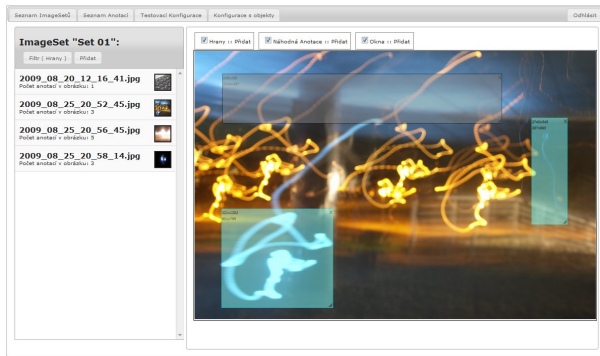 Seznam ImageSetů
Seznam Anotací
Testovací Konfigurace
Konfigurace s objekty
Odhlásit
ImageSet "Set 01":
Filtr ( Hrany )
Přidat
2009_08_20_12_16_41.jpg
Počet anotací v obrázku: 1
2009_08_25_20_52_45.jpg
Počet anotací v obrázku: 3
2009_08_25_20_56_45.jpg
Počet anotací v obrázku: 5
2009_08_25_20_58_14.jpg
Počet anotací v obrázku: 3
Hrany :: Přidat
Náhodná Anotace :: Přidat
Okna :: Přidat